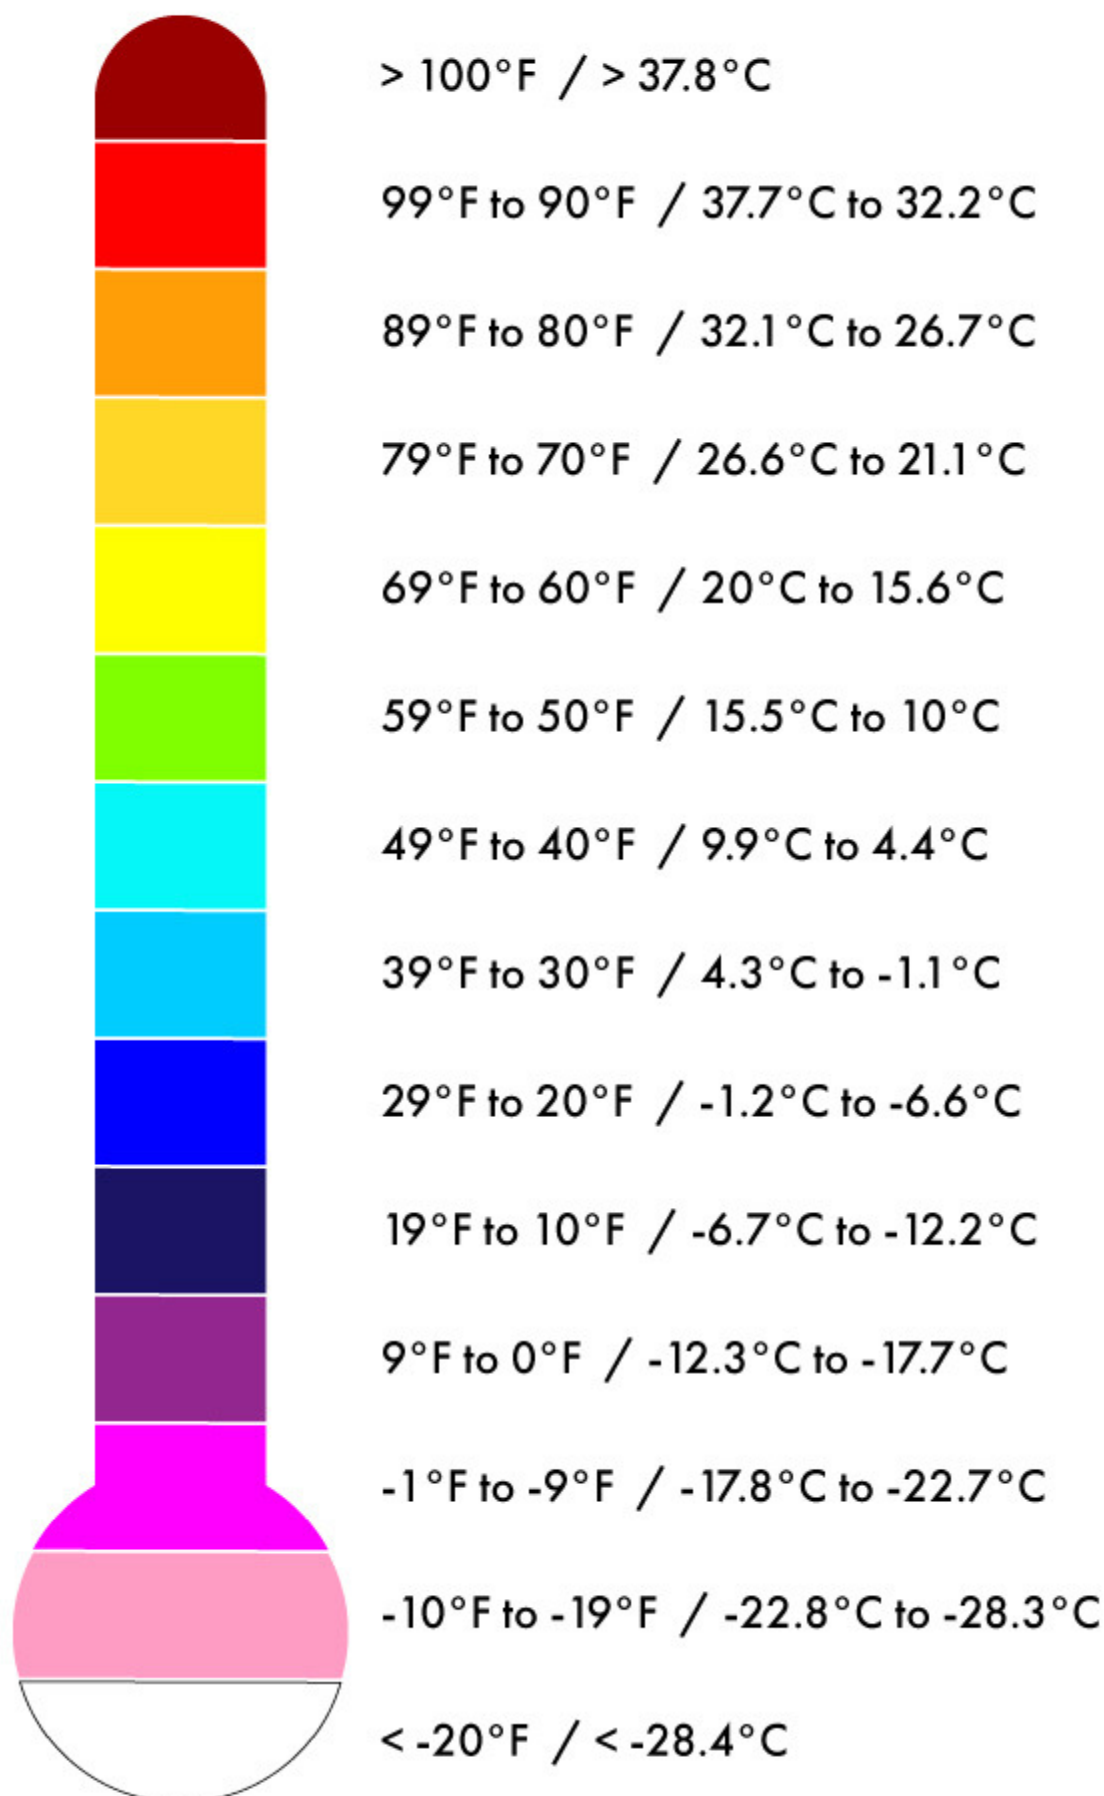 > 100°F / > 37.8°C
99°F to 90°F / 37.7°C to 32.2°C
89°F to 80°F / 32.1°C to 26.7°C
79°F to 70°F / 26.6°C to 21.1°C
69°F to 60°F / 20°C to 15.6°C
59°F to 50°F / 15.5°C to 10°C
49°F to 40°F / 9.9°C to 4.4°C
39°F to 30°F / 4.3°C to -1.1°C
29°F to 20°F / -1.2°C to -6.6°C
19°F to 10°F / -6.7°C to -12.2°C
9°F to 0°F / -12.3°C to -17.7°C
-1°F to -9°F / -17.8°C to -22.7°C
-10°F to -19°F / -22.8°C to -28.3°C
< -20°F / < -28.4°C